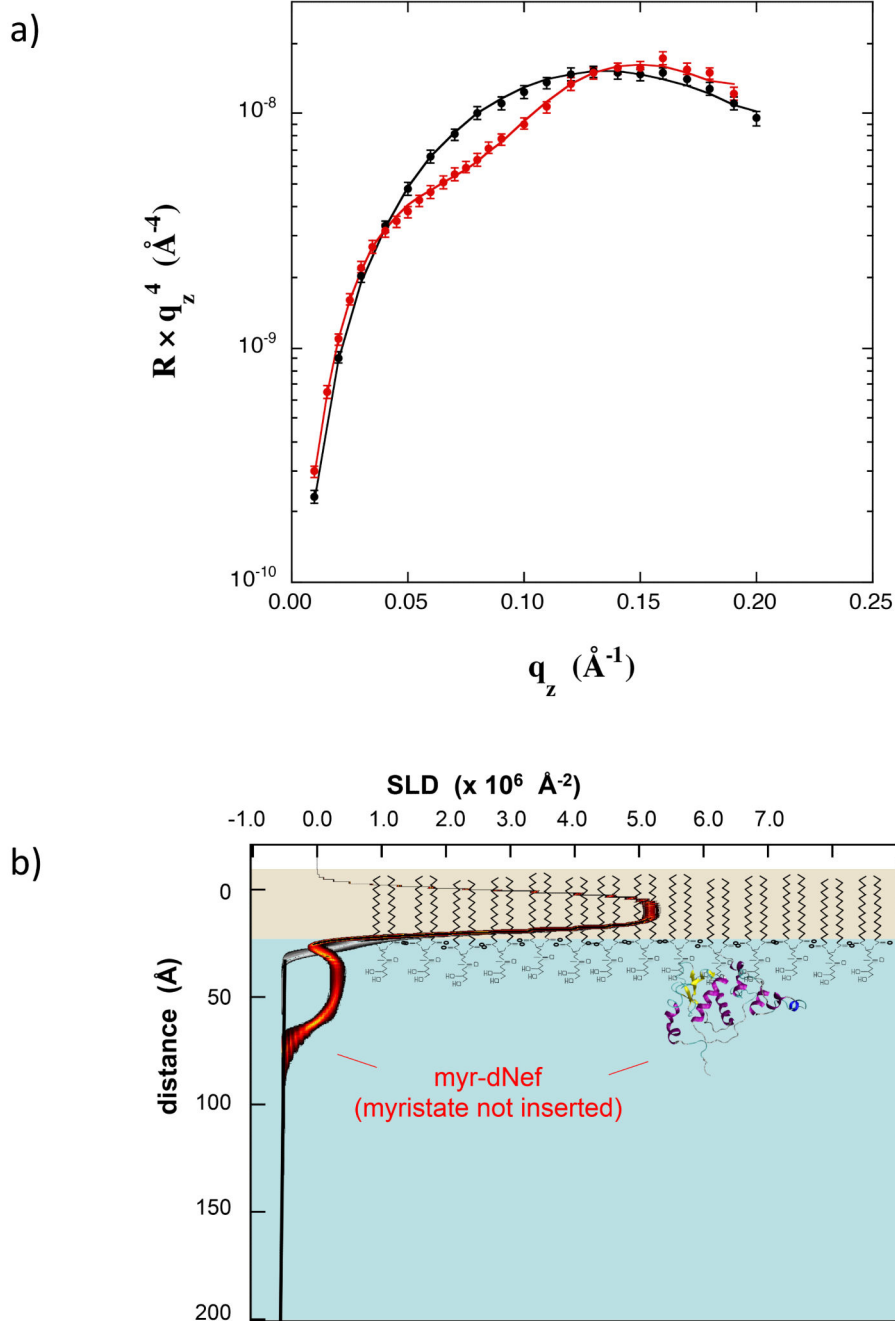 a)
R × q_z^4 (Å^-4)
10^-8
10^-9
10^-10
0.00 0.05 0.10 0.15 0.20 0.25
q_z (Å^-1)
b)
SLD (x 10^6 Å^-2)
-1.0 0.0 1.0 2.0 3.0 4.0 5.0 6.0 7.0
distance (Å)
0
50
100
150
200
myr-dNef
(myristate not inserted)